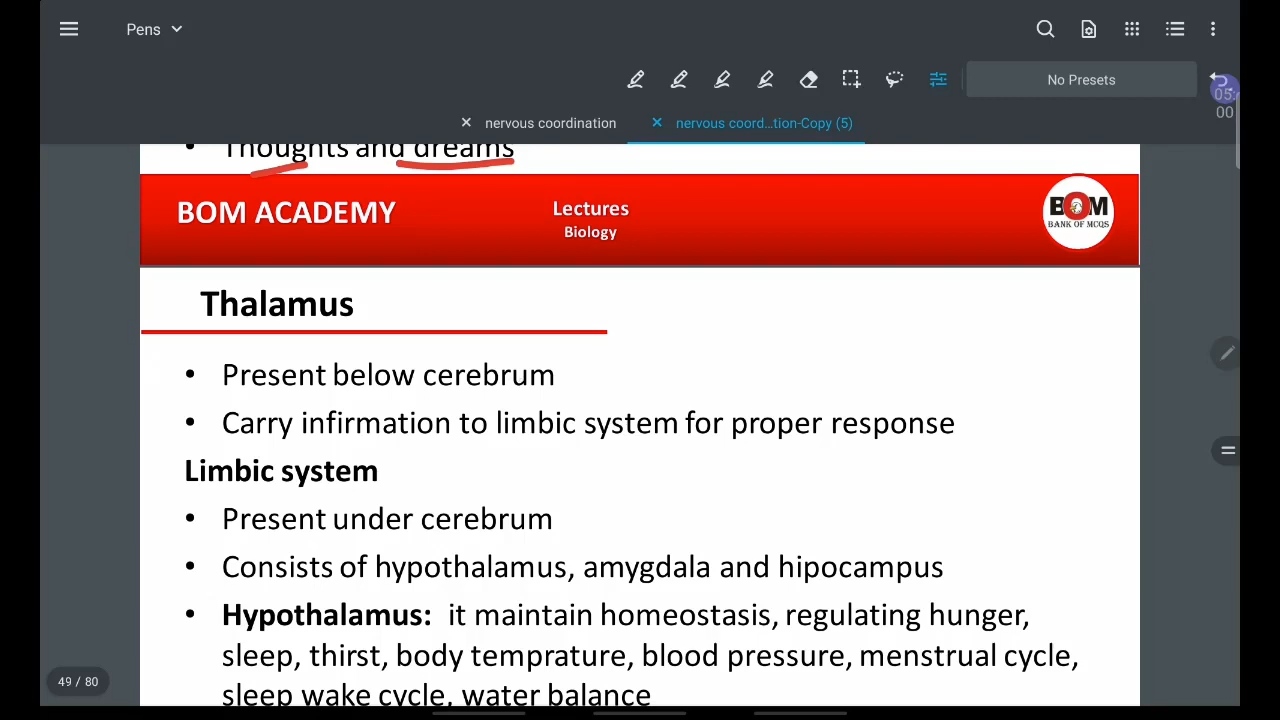 Pens
No Presets
05:
00
nervous coordination
nervous coord...tion-Copy (5)
• Thoughts and dreams
BOM ACADEMY
Lectures
Biology
BOM
BANK OF MCQS
Thalamus
• Present below cerebrum
• Carry infirmation to limbic system for proper response
Limbic system
• Present under cerebrum
• Consists of hypothalamus, amygdala and hipocampus
• Hypothalamus: it maintain homeostasis, regulating hunger,
sleep, thirst, body temprature, blood pressure, menstrual cycle,
sleep wake cycle, water balance
49 / 80